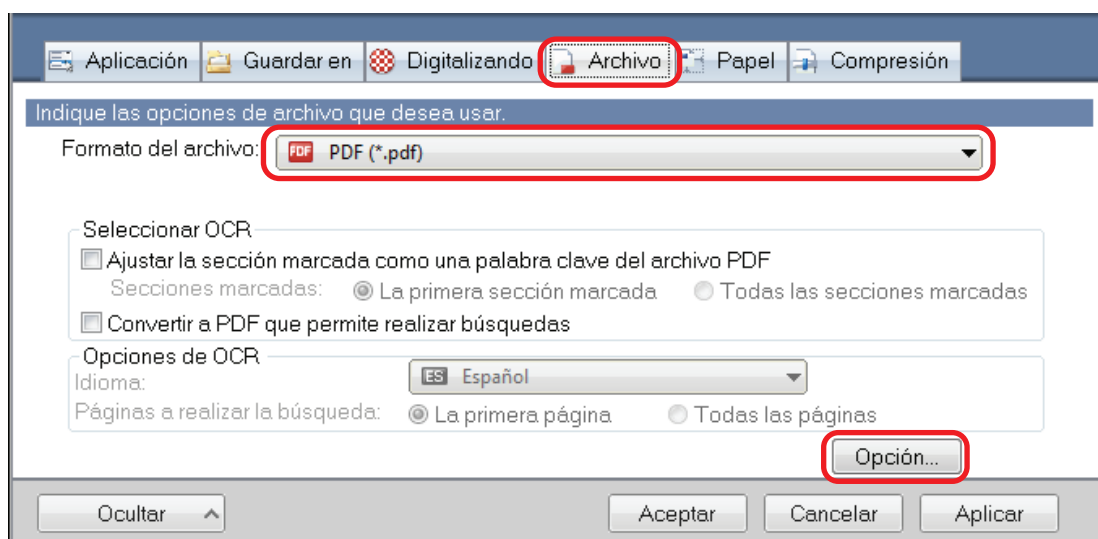 Aplicación Guardar en Digitalizando Archivo Papel Compresión
Indique las opciones de archivo que desea usar.
Formato del archivo: PDF PDF (*.pdf)
Seleccionar OCR
Ajustar la sección marcada como una palabra clave del archivo PDF
Secciones marcadas: La primera sección marcada Todas las secciones marcadas
Convertir a PDF que permite realizar búsquedas
Opciones de OCR
Idioma: ES Español
Páginas a realizar la búsqueda: La primera página Todas las páginas
Opción...
Ocultar Aceptar Cancelar Aplicar